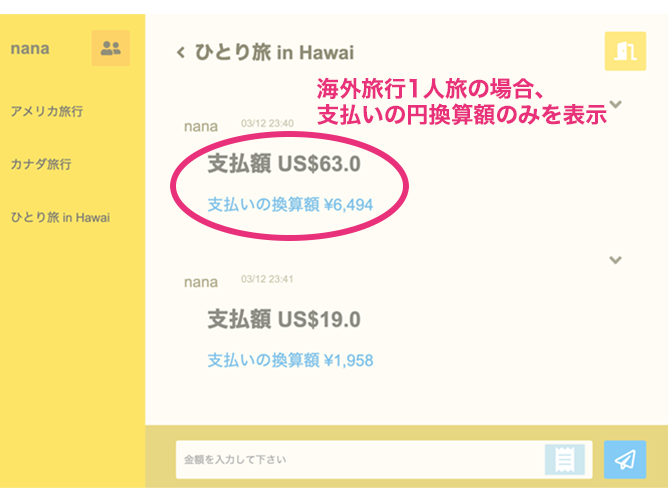 nana
アメリカ旅行
カナダ旅行
ひとり旅 in Hawai
ひとり旅 in Hawai
海外旅行1人旅の場合、
支払いの円換算額のみを表示
nana 03/12 23:40
支払額 US$63.0
支払いの換算額 ¥6,494
nana 03/12 23:41
支払額 US$19.0
支払いの換算額 ¥1,958
金額を入力して下さい